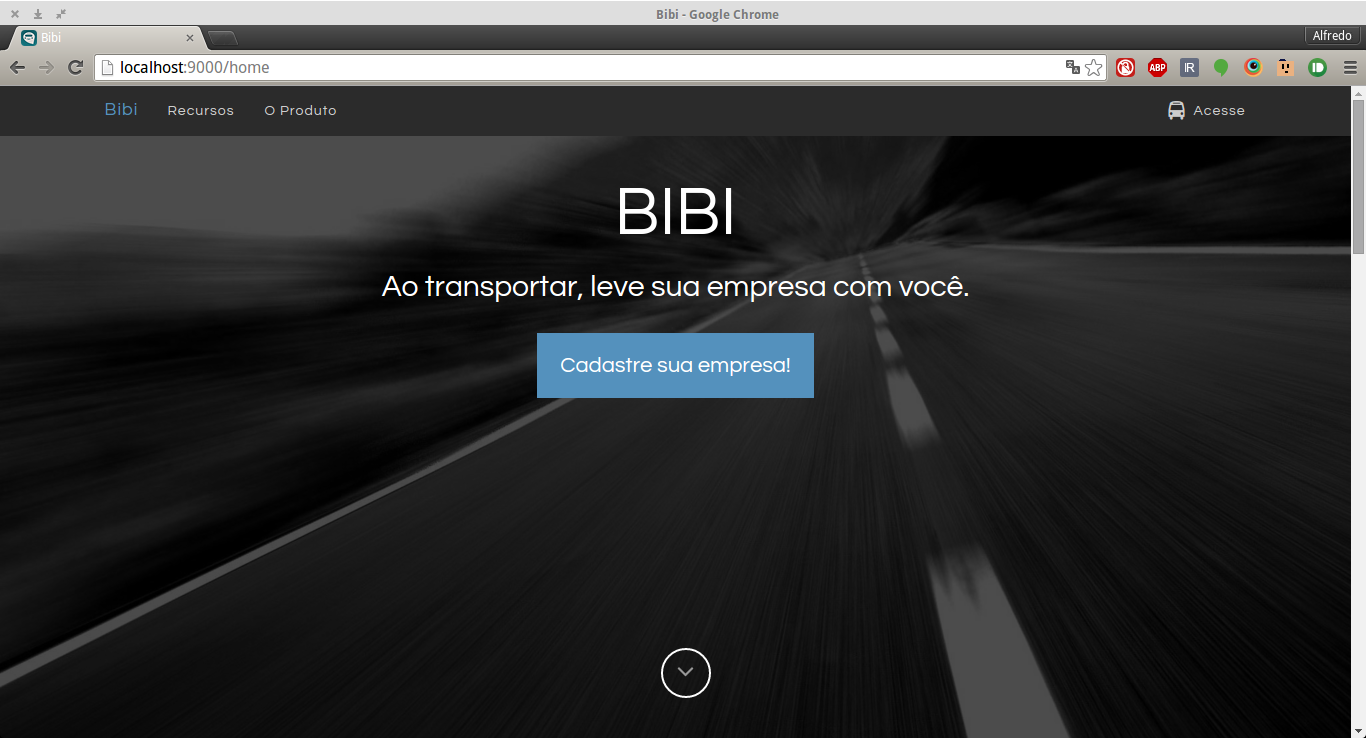 Bibi - Google Chrome
Bibi
Alfredo
localhost:9000/home
ABP
IR
Bibi Recursos O Produto Acesse
BIBI
Ao transportar, leve sua empresa com você.
Cadastre sua empresa!